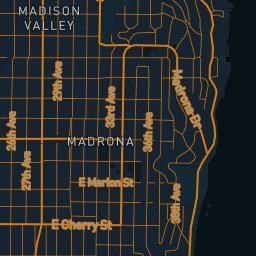 MADISON
VALLEY
29th Ave
33rd Ave
Madrona Dr
26th Ave
36th Ave
MADRONA
27th Ave
E Marion St
38th Ave
E Cherry St